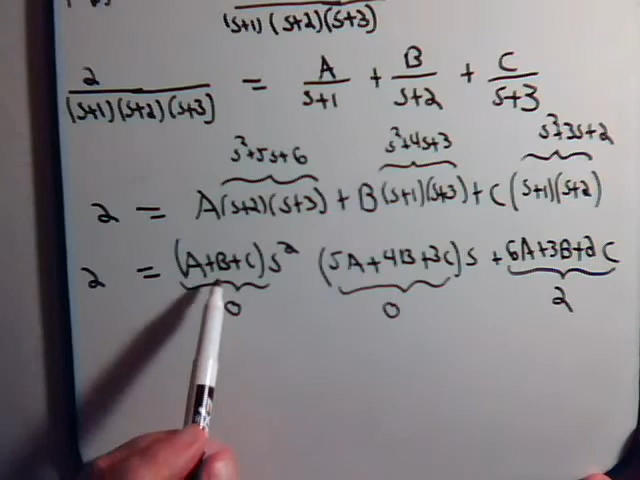 (s+1)(s+2)(s+3)
2/((s+1)(s+2)(s+3)) = A/(s+1) + B/(s+2) + C/(s+3)
s²+5s+6 s²+4s+3 s²+3s+2
2 = A(s+2)(s+3) + B(s+1)(s+3) + C(s+1)(s+2)
2 = (A+B+C)s² (5A+4B+3C)s + 6A+3B+2C
0 0 2